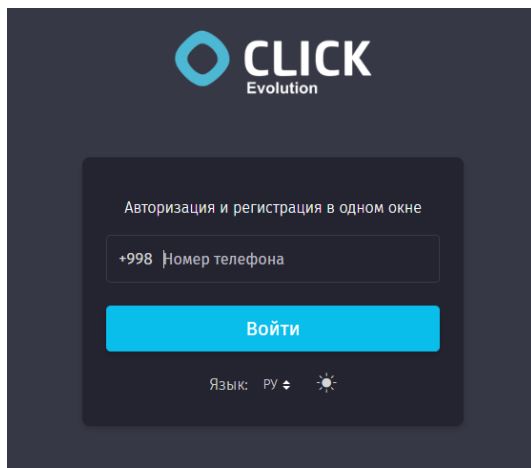 CLICK
Evolution
Авторизация и регистрация в одном окне
+998 Номер телефона
Войти
Язык: РУ